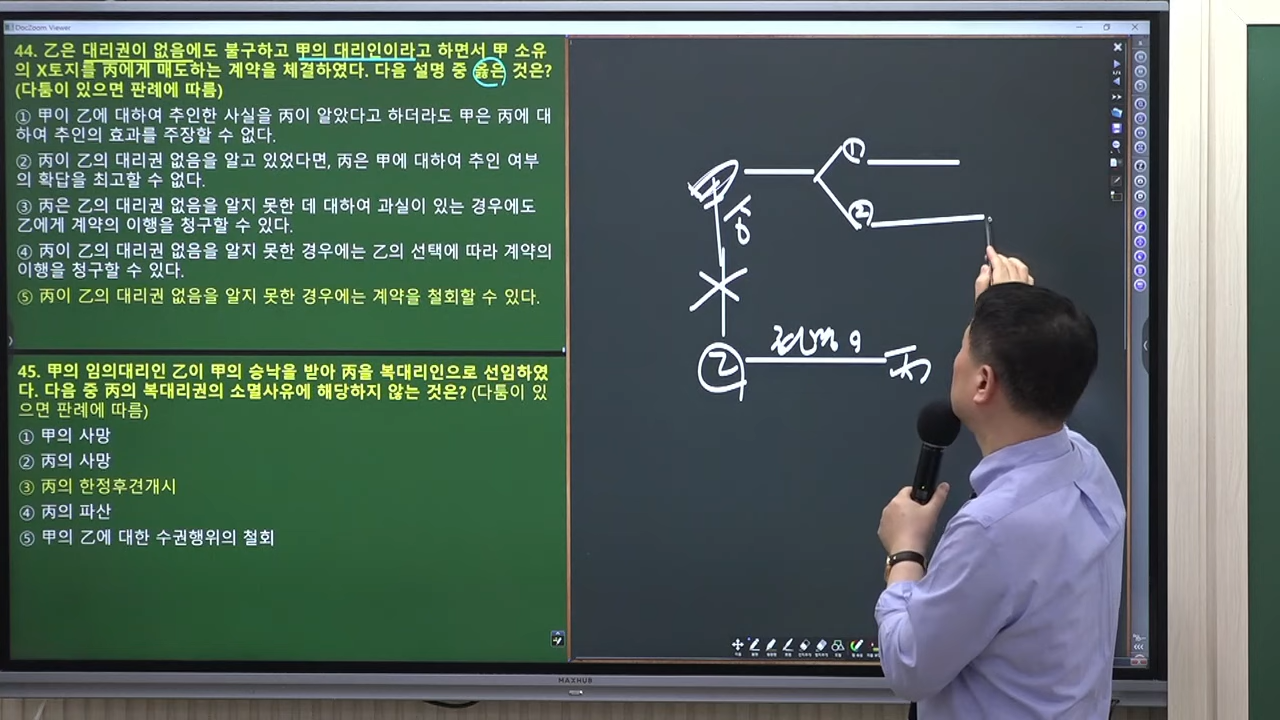 DocZoom Viewer
44. 乙은 대리권이 없음에도 불구하고 甲의 대리인이라고 하면서 甲 소유
의 X토지를 丙에게 매도하는 계약을 체결하였다. 다음 설명 중 옳은 것은?
(다툼이 있으면 판례에 따름)
① 甲이 乙에 대하여 추인한 사실을 丙이 알았다고 하더라도 甲은 丙에 대
하여 추인의 효과를 주장할 수 없다.
② 丙이 乙의 대리권 없음을 알고 있었다면, 丙은 甲에 대하여 추인 여부
의 확답을 최고할 수 없다.
③ 丙은 乙의 대리권 없음을 알지 못한 데 대하여 과실이 있는 경우에도
乙에게 계약의 이행을 청구할 수 있다.
④ 丙이 乙의 대리권 없음을 알지 못한 경우에는 乙의 선택에 따라 계약의
이행을 청구할 수 있다.
⑤ 丙이 乙의 대리권 없음을 알지 못한 경우에는 계약을 철회할 수 있다.
45. 甲의 임의대리인 乙이 甲의 승낙을 받아 丙을 복대리인으로 선임하였
다. 다음 중 丙의 복대리권의 소멸사유에 해당하지 않는 것은? (다툼이 있
으면 판례에 따름)
① 甲의 사망
② 丙의 사망
③ 丙의 한정후견개시
④ 丙의 파산
⑤ 甲의 乙에 대한 수권행위의 철회
甲
①
②
丙
MAXHUB